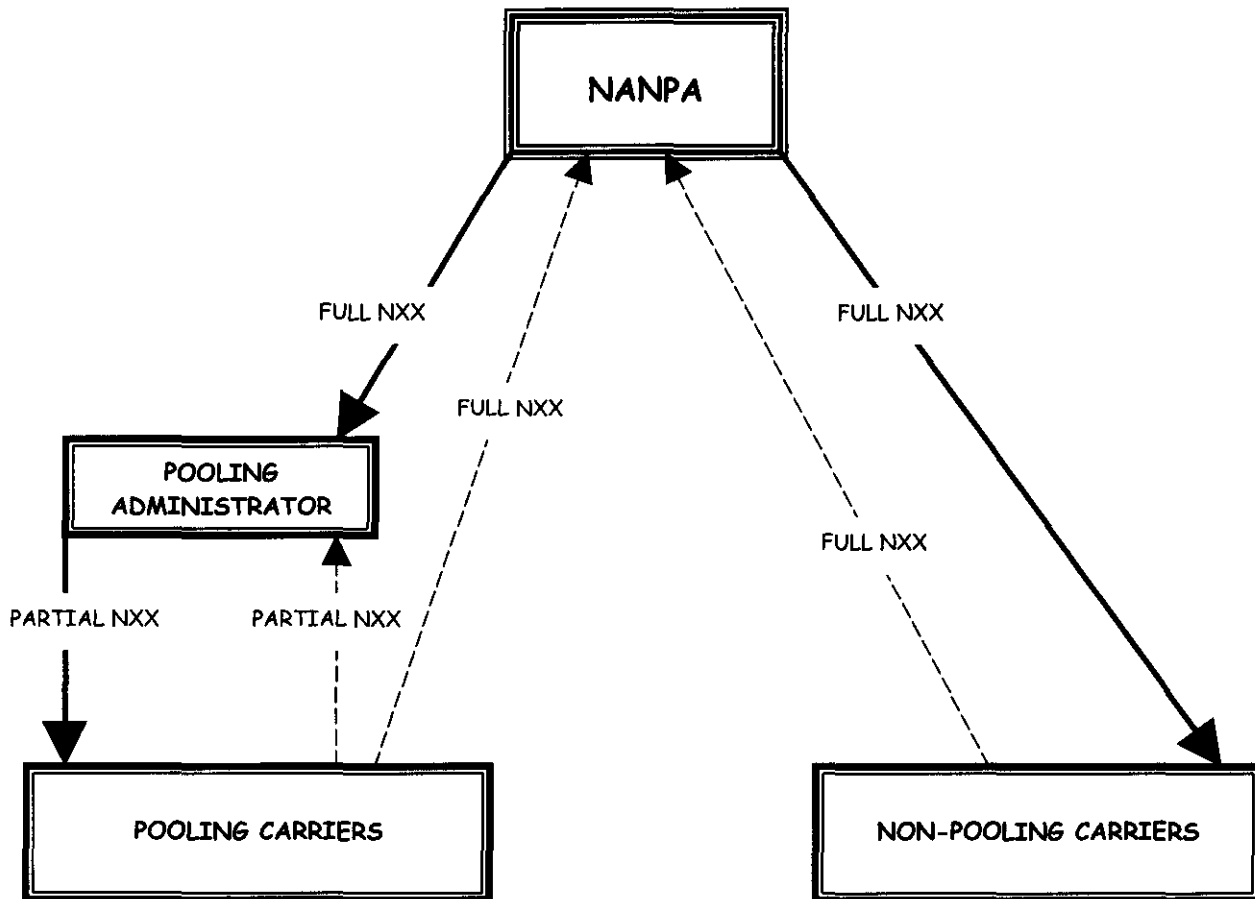 NANPA
FULL NXX
FULL NXX
FULL NXX
POOLING
ADMINISTRATOR
FULL NXX
PARTIAL NXX
PARTIAL NXX
POOLING CARRIERS
NON-POOLING CARRIERS